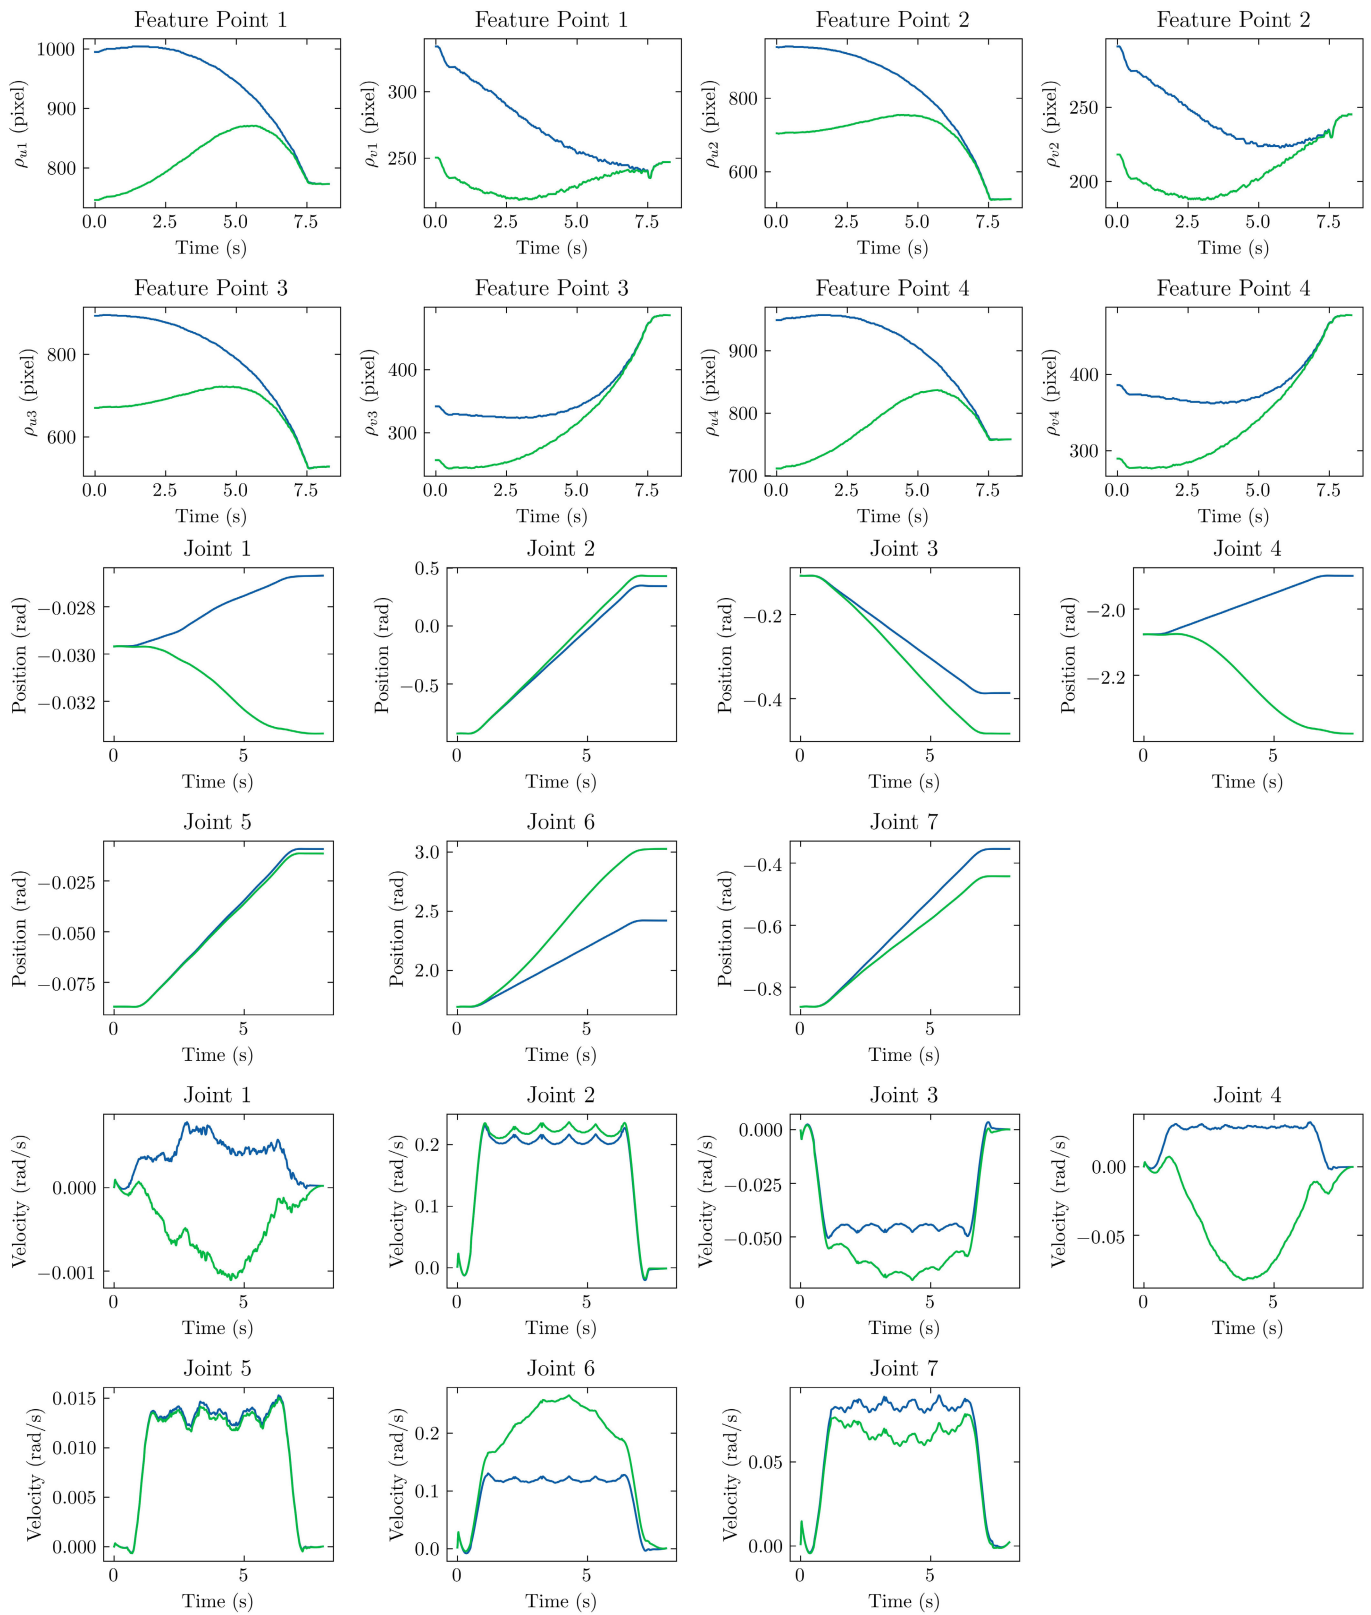 Feature Point 1
Feature Point 1
Feature Point 2
Feature Point 2
ρu1 (pixel)
1000
900
800
0.0 2.5 5.0 7.5
Time (s)
ρv1 (pixel)
300
250
0.0 2.5 5.0 7.5
Time (s)
ρu2 (pixel)
800
600
0.0 2.5 5.0 7.5
Time (s)
ρv2 (pixel)
250
200
0.0 2.5 5.0 7.5
Time (s)
Feature Point 3
Feature Point 3
Feature Point 4
Feature Point 4
ρu3 (pixel)
800
600
0.0 2.5 5.0 7.5
Time (s)
ρv3 (pixel)
400
300
0.0 2.5 5.0 7.5
Time (s)
ρu4 (pixel)
900
800
700
0.0 2.5 5.0 7.5
Time (s)
ρv4 (pixel)
400
300
0.0 2.5 5.0 7.5
Time (s)
Joint 1
Joint 2
Joint 3
Joint 4
Position (rad)
−0.028
−0.030
−0.032
0 5
Time (s)
Position (rad)
0.5
0.0
−0.5
0 5
Time (s)
Position (rad)
−0.2
−0.4
0 5
Time (s)
Position (rad)
−2.0
−2.2
0 5
Time (s)
Joint 5
Joint 6
Joint 7
Position (rad)
−0.025
−0.050
−0.075
0 5
Time (s)
Position (rad)
3.0
2.5
2.0
0 5
Time (s)
Position (rad)
−0.4
−0.6
−0.8
0 5
Time (s)
Joint 1
Joint 2
Joint 3
Joint 4
Velocity (rad/s)
0.000
−0.001
0 5
Time (s)
Velocity (rad/s)
0.2
0.1
0.0
0 5
Time (s)
Velocity (rad/s)
0.000
−0.025
−0.050
0 5
Time (s)
Velocity (rad/s)
0.00
−0.05
0 5
Time (s)
Joint 5
Joint 6
Joint 7
Velocity (rad/s)
0.015
0.010
0.005
0.000
0 5
Time (s)
Velocity (rad/s)
0.2
0.1
0.0
0 5
Time (s)
Velocity (rad/s)
0.05
0.00
0 5
Time (s)